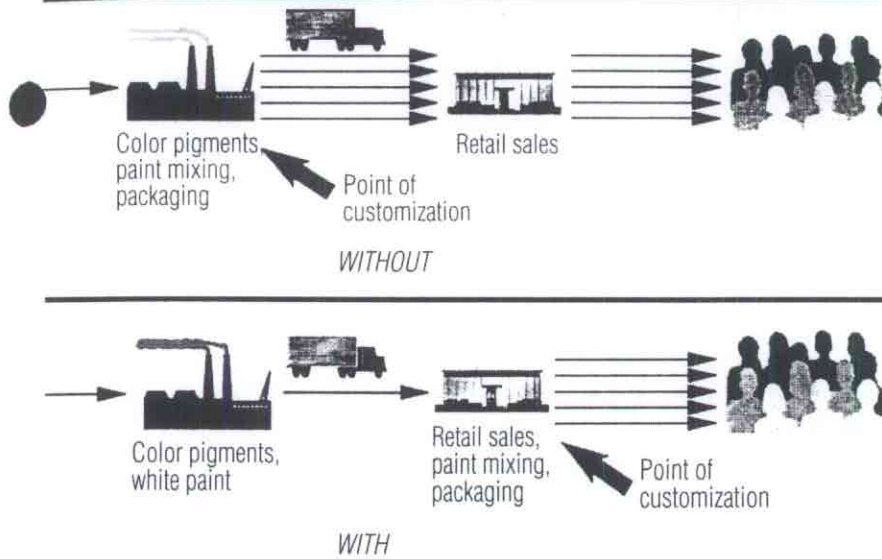 Color pigments,
paint mixing,
packaging
Retail sales
Point of
customization
WITHOUT
Color pigments,
white paint
Retail sales,
paint mixing,
packaging
Point of
customization
WITH